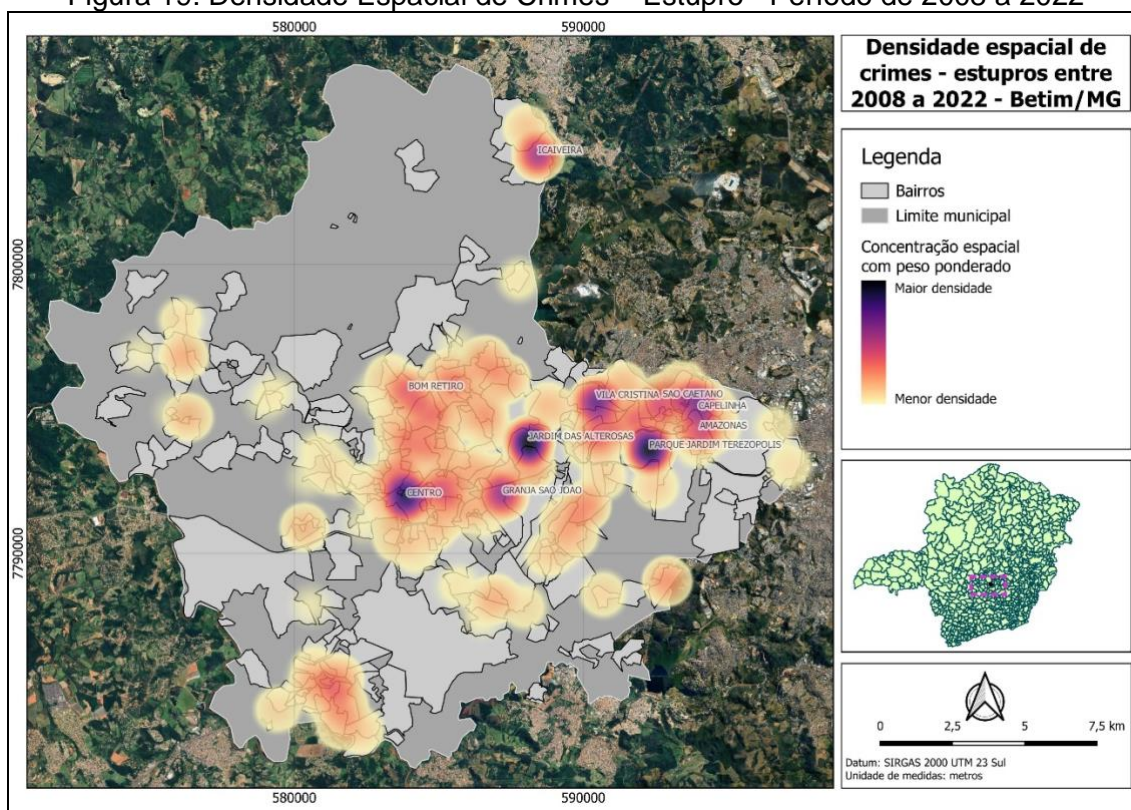 Figura 19: Densidade Espacial de Crimes – Estupro - Período de 2008 a 2022
580000 590000
Densidade espacial de
crimes - estupros entre
2008 a 2022 - Betim/MG
Legenda
Bairros
Limite municipal
Concentração espacial
com peso ponderado
Maior densidade
Menor densidade
ICAIVEIRA
7800000
BOM RETIRO
VILA CRISTINA SAO CAETANO
CAPELINHA
AMAZONAS
JARDIM DAS ALTEROSAS
PARQUE JARDIM TEREZOPOLIS
CENTRO
GRANJA SAO JOAO
7790000
0 2,5 5 7,5 km
Datum: SIRGAS 2000 UTM 23 Sul
Unidade de medidas: metros
580000 590000